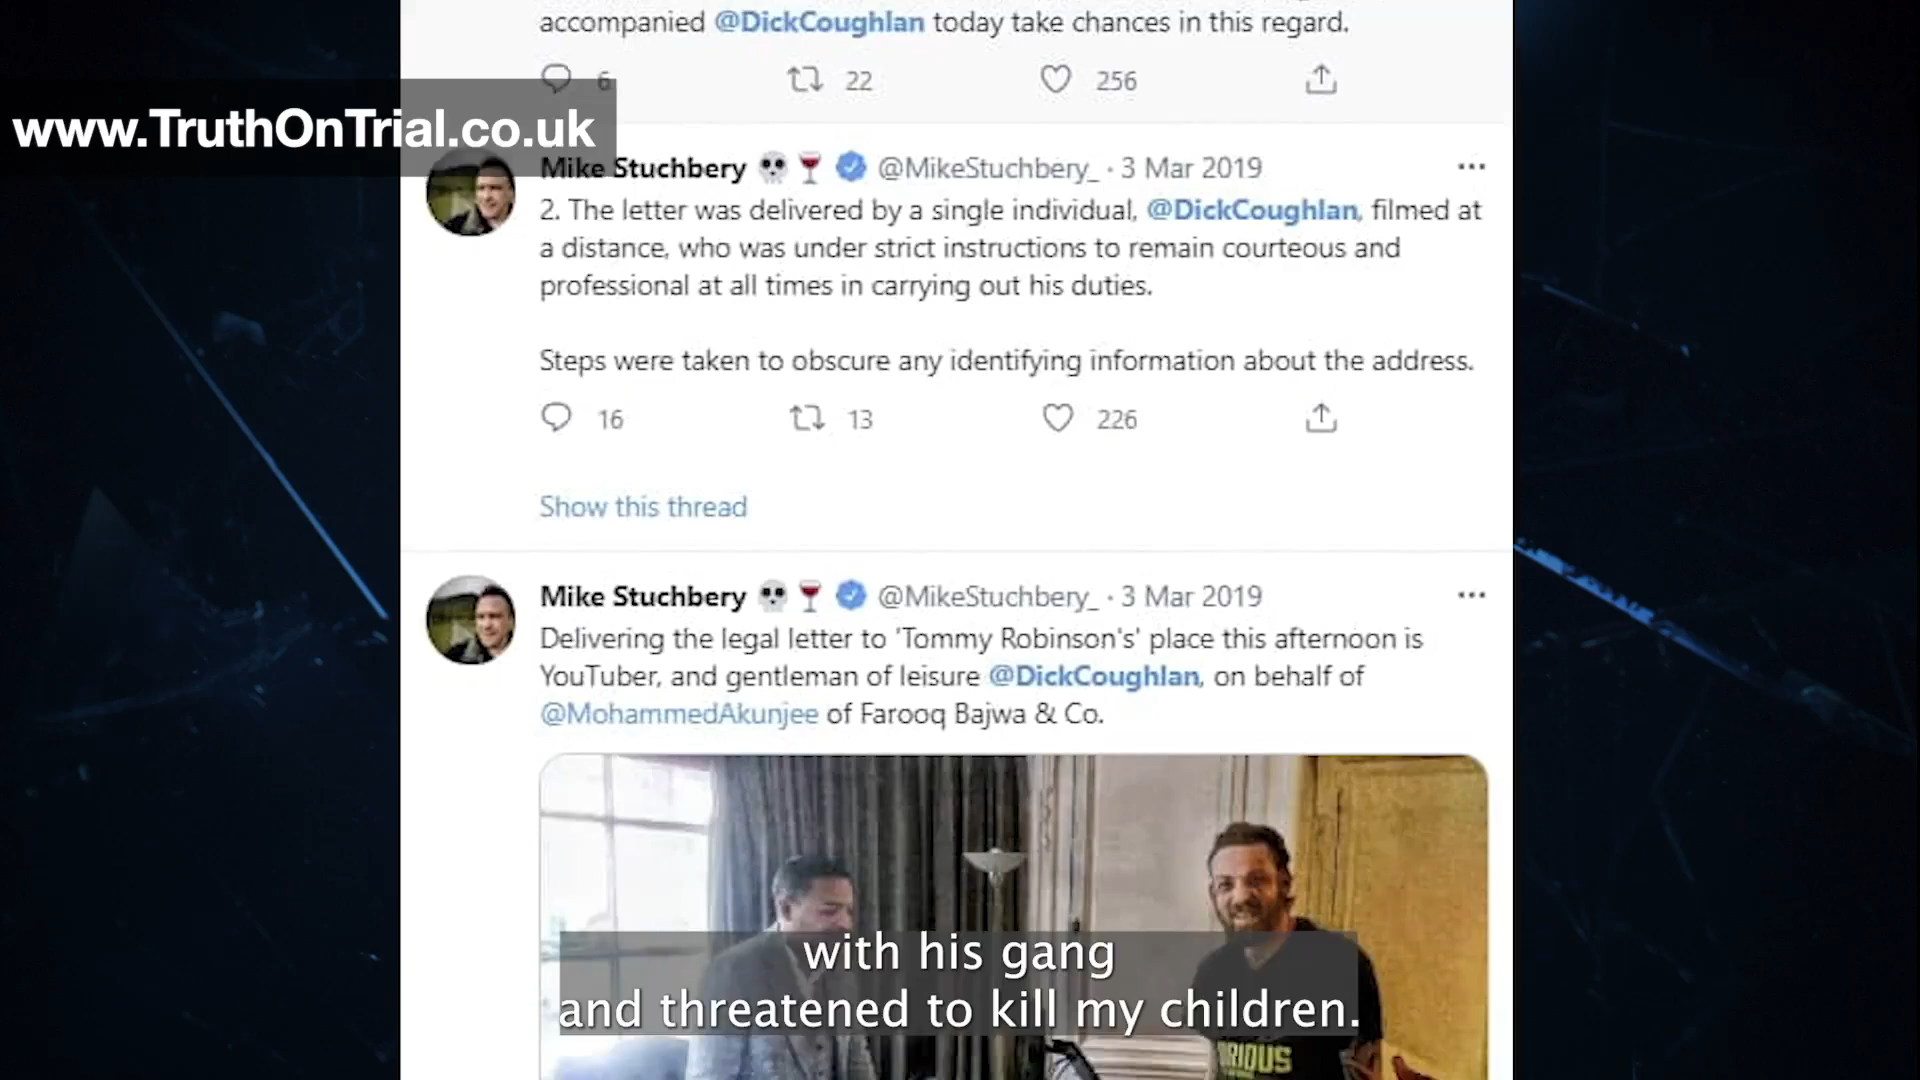 accompanied @DickCoughlan today take chances in this regard.
6 22 256
www.TruthOnTrial.co.uk
Mike Stuchbery 💀🍷 @MikeStuchbery_ · 3 Mar 2019
2. The letter was delivered by a single individual, @DickCoughlan, filmed at
a distance, who was under strict instructions to remain courteous and
professional at all times in carrying out his duties.
Steps were taken to obscure any identifying information about the address.
16 13 226
Show this thread
Mike Stuchbery 💀🍷 @MikeStuchbery_ · 3 Mar 2019
Delivering the legal letter to 'Tommy Robinson's' place this afternoon is
YouTuber, and gentleman of leisure @DickCoughlan, on behalf of
@MohammedAkunjee of Farooq Bajwa & Co.
with his gang
and threatened to kill my children.